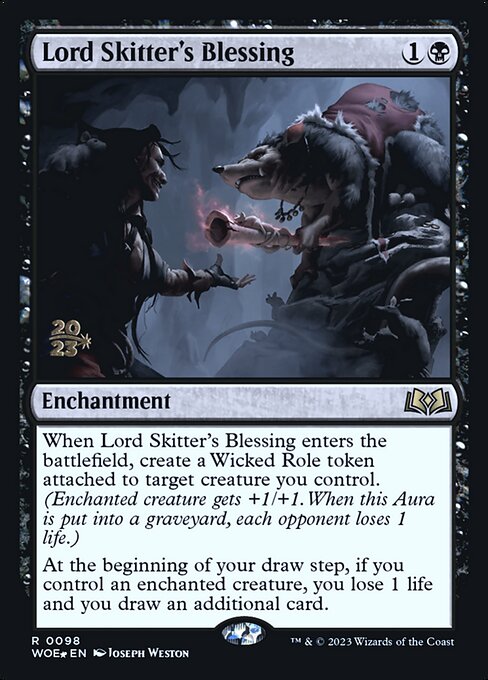 Lord Skitter's Blessing 1
20
23
Enchantment
When Lord Skitter's Blessing enters the
battlefield, create a Wicked Role token
attached to target creature you control.
(Enchanted creature gets +1/+1. When this Aura
is put into a graveyard, each opponent loses 1
life.)
At the beginning of your draw step, if you
control an enchanted creature, you lose 1 life
and you draw an additional card.
R 0098
WOE★EN Joseph Weston
™ & © 2023 Wizards of the Coast